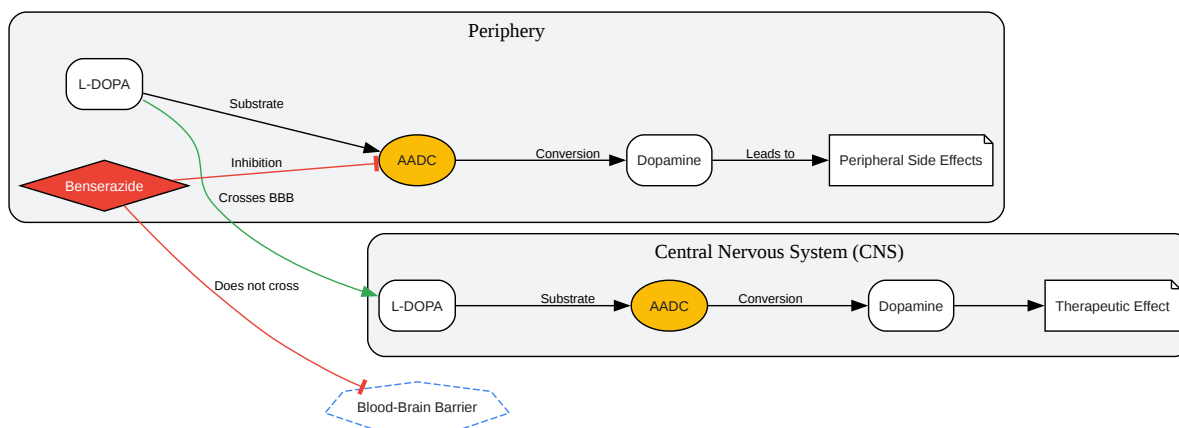 Periphery
L-DOPA
Substrate
Inhibition
AADC
Conversion
Dopamine
Leads to
Peripheral Side Effects
Benserazide
Crosses BBB
Central Nervous System (CNS)
Does not cross
L-DOPA
Substrate
AADC
Conversion
Dopamine
Therapeutic Effect
Blood-Brain Barrier